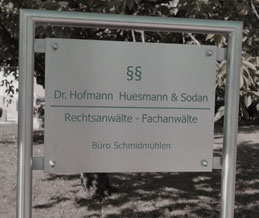 §§
Dr. Hofmann Huesmann & Sodan
Rechtsanwälte - Fachanwälte
Büro Schmidmühlen